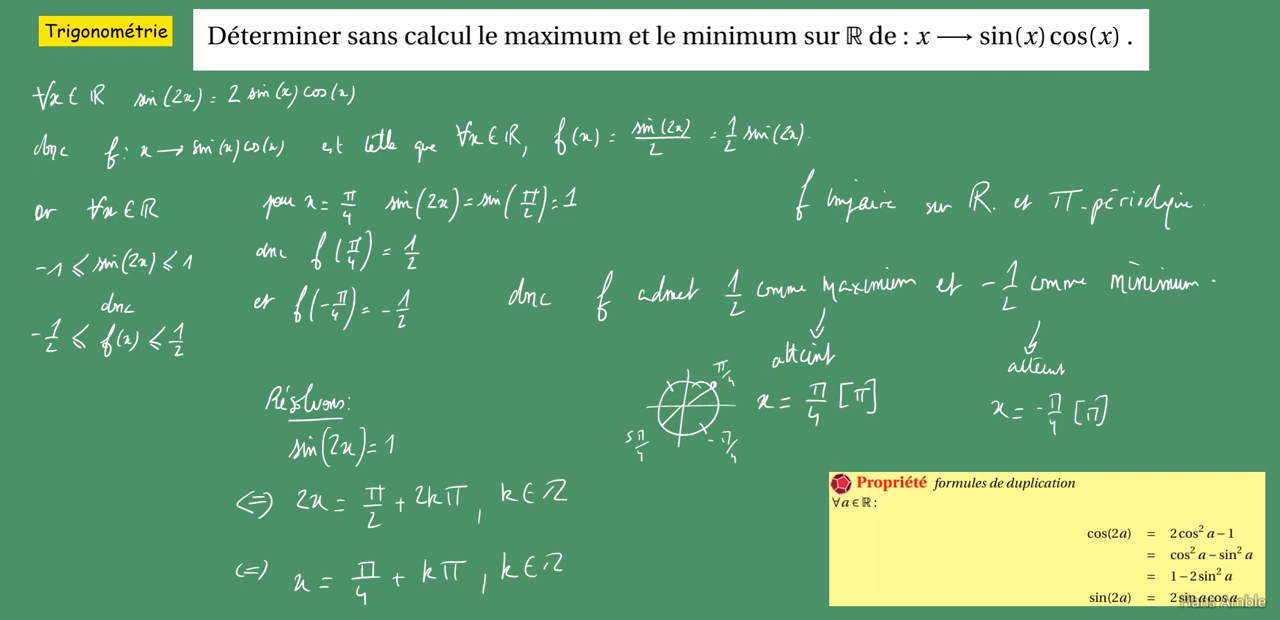 Trigonométrie
Déterminer sans calcul le maximum et le minimum sur ℝ de : x ⟶ sin(x) cos(x) .
∀x ∈ ℝ sin(2x) = 2 sin(x) cos(x)
donc f : x → sin(x) cos(x) est telle que ∀x ∈ ℝ, f(x) = sin(2x)/2 = 1/2 sin(2x).
or ∀x ∈ ℝ
-1 ≤ sin(2x) ≤ 1
donc
-1/2 ≤ f(x) ≤ 1/2
pour x = π/4 sin(2x) = sin(π/2) = 1
donc f(π/4) = 1/2
et f(-π/4) = -1/2
f impaire sur ℝ. et π-périodique.
donc f admet 1/2 comme maximum et -1/2 comme minimum.
atteint
x = π/4 [π]
atteint
x = -π/4 [π]
π/4
5π/4
-π/4
Résolvons:
sin(2x) = 1
⟺ 2x = π/2 + 2kπ, k ∈ ℤ
⟺ x = π/4 + kπ, k ∈ ℤ
Propriété formules de duplication
∀a ∈ ℝ :
cos(2a) = 2cos² a − 1
= cos² a − sin² a
= 1 − 2sin² a
sin(2a) = 2sin a cos a
Hans Amble